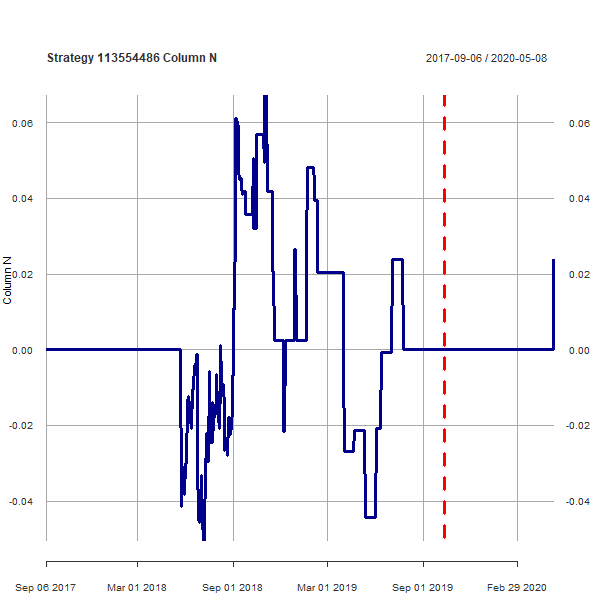 Strategy 113554486 Column N
2017-09-06 / 2020-05-08
0.06
0.06
0.04
0.04
0.02
0.02
0.00
0.00
-0.02
-0.02
-0.04
-0.04
Column N
Sep 06 2017
Mar 01 2018
Sep 01 2018
Mar 01 2019
Sep 01 2019
Feb 29 2020